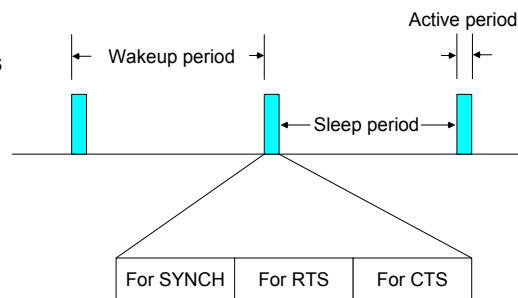 Active period
s
Wakeup period
Sleep period
For SYNCH For RTS For CTS